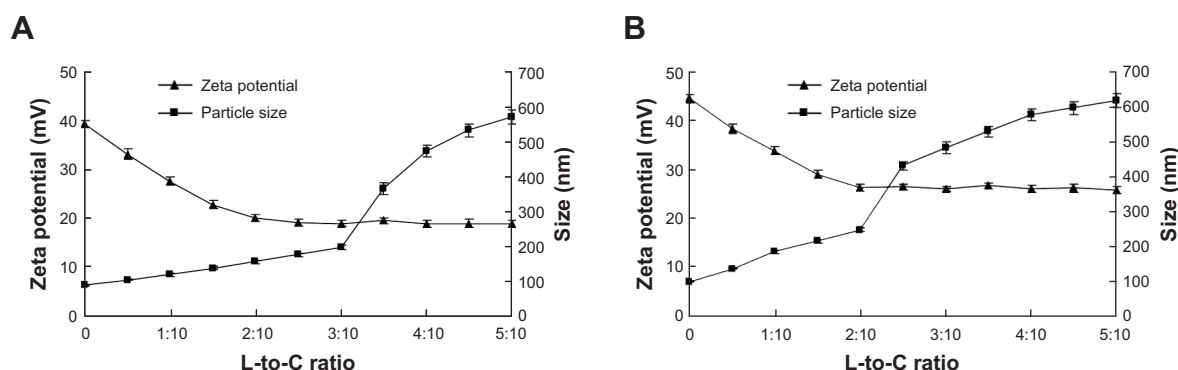 A
Zeta potential (mV)
50
40
30
20
10
0
Zeta potential
Particle size
700
600
500
400
300
200
100
0
Size (nm)
0 1:10 2:10 3:10 4:10 5:10
L-to-C ratio
B
Zeta potential (mV)
50
40
30
20
10
0
Zeta potential
Particle size
700
600
500
400
300
200
100
0
Size (nm)
0 1:10 2:10 3:10 4:10 5:10
L-to-C ratio